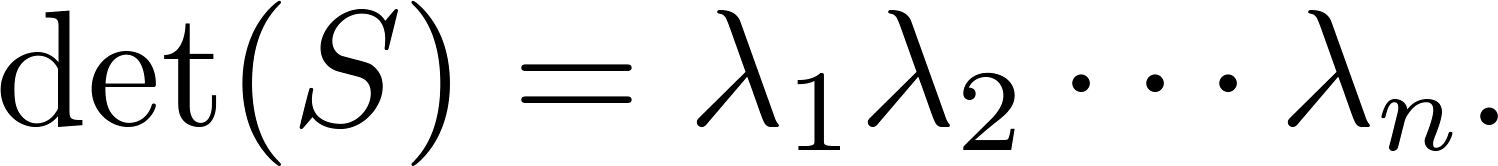 det(S) = λ₁λ₂ ··· λₙ.